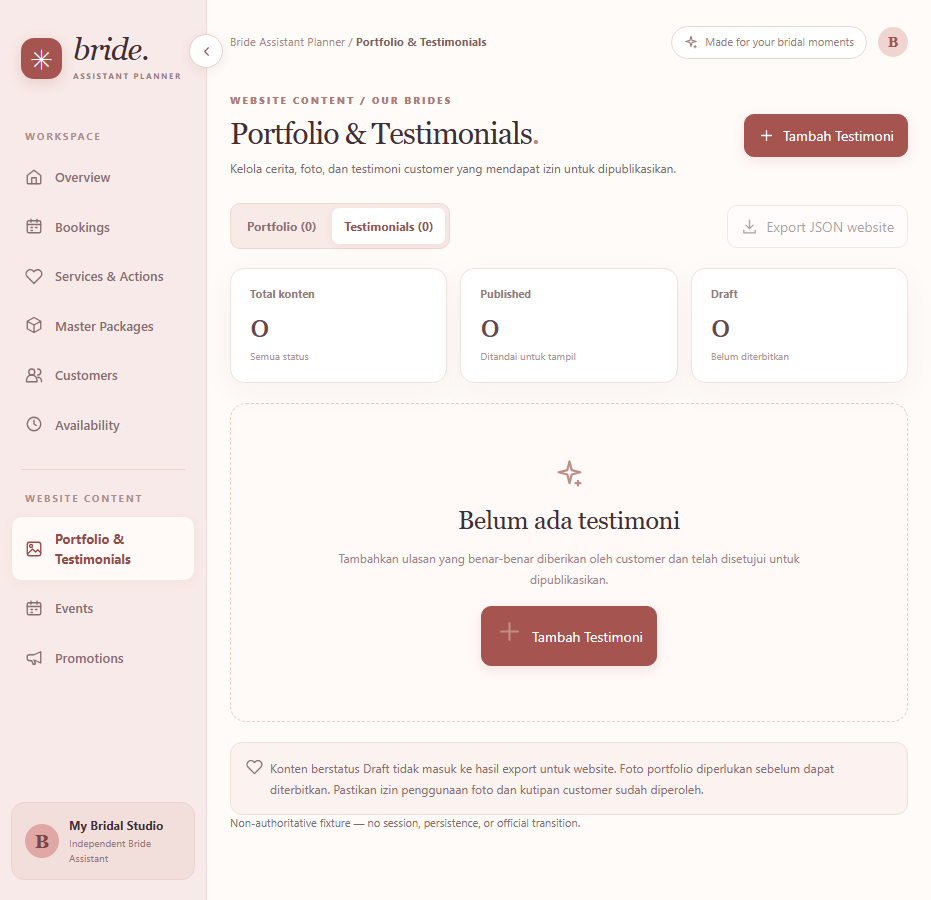 bride.
ASSISTANT PLANNER
WORKSPACE
Overview
Bookings
Services & Actions
Master Packages
Customers
Availability
WEBSITE CONTENT
Portfolio &
Testimonials
Events
Promotions
B
My Bridal Studio
Independent Bride
Assistant
Bride Assistant Planner / Portfolio & Testimonials
Made for your bridal moments
B
WEBSITE CONTENT / OUR BRIDES
Portfolio & Testimonials.
Kelola cerita, foto, dan testimoni customer yang mendapat izin untuk dipublikasikan.
Tambah Testimoni
Portfolio (0)
Testimonials (0)
Export JSON website
Total konten
0
Semua status
Published
0
Ditandai untuk tampil
Draft
0
Belum diterbitkan
Belum ada testimoni
Tambahkan ulasan yang benar-benar diberikan oleh customer dan telah disetujui untuk
dipublikasikan.
Tambah Testimoni
Konten berstatus Draft tidak masuk ke hasil export untuk website. Foto portfolio diperlukan sebelum dapat
diterbitkan. Pastikan izin penggunaan foto dan kutipan customer sudah diperoleh.
Non-authoritative fixture — no session, persistence, or official transition.